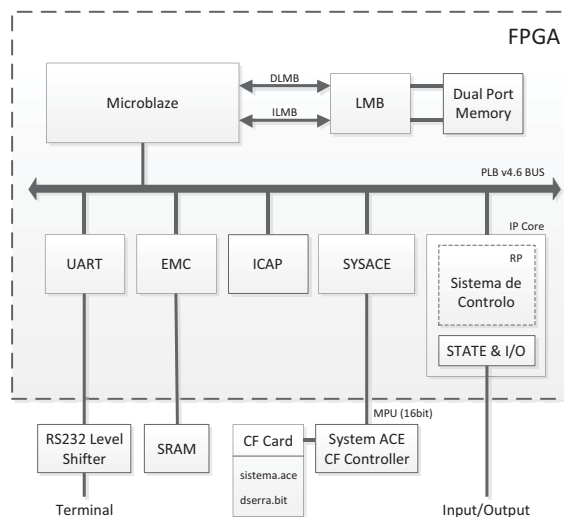 FPGA
Microblaze
DLMB
ILMB
LMB
Dual Port
Memory
PLB v4.6 BUS
UART
EMC
ICAP
SYSACE
IP Core
RP
Sistema de
Controlo
STATE & I/O
MPU (16bit)
RS232 Level
Shifter
SRAM
CF Card
sistema.ace
dserra.bit
System ACE
CF Controller
Terminal
Input/Output